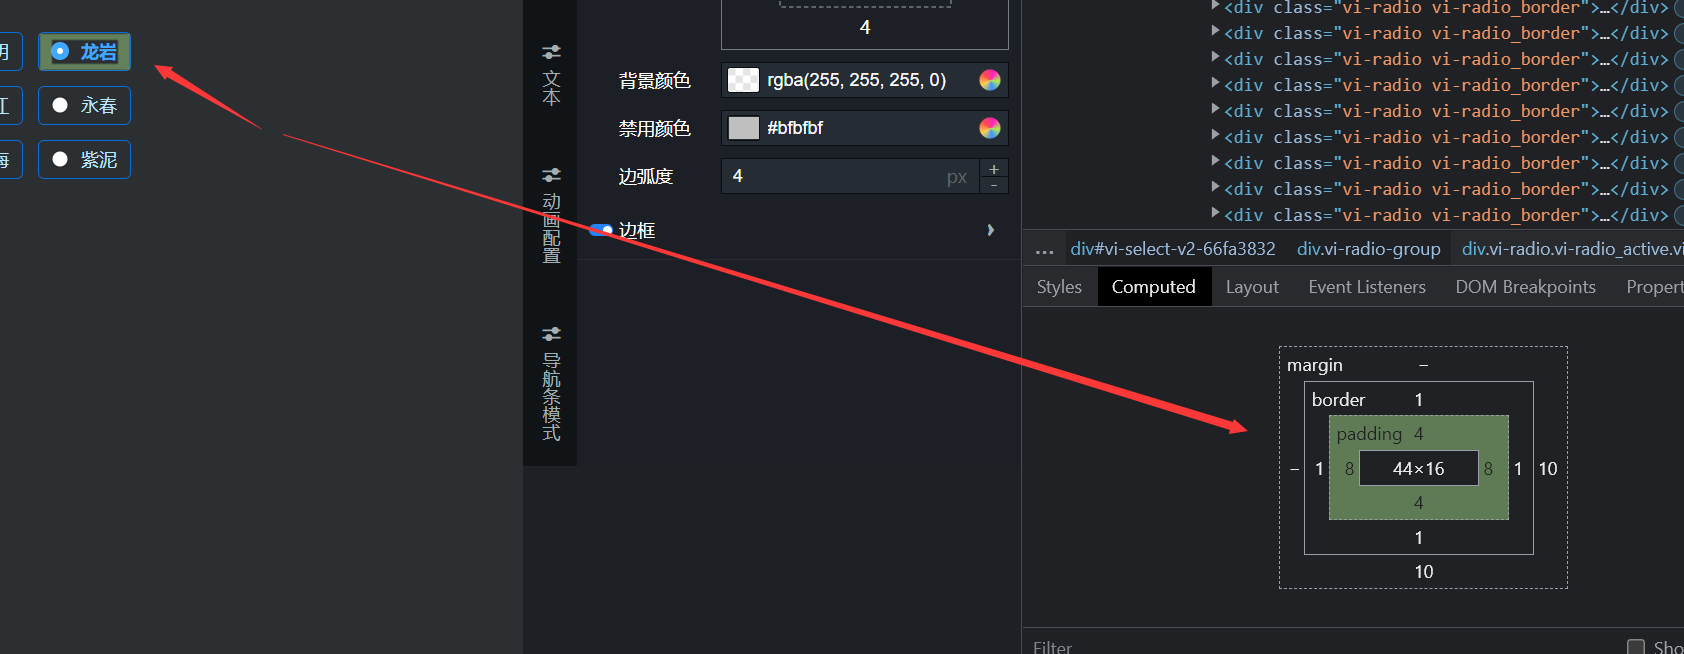 明 龙岩
江 永春
海 紫泥
文本
动画配置
导航条模式
4
背景颜色 rgba(255, 255, 255, 0)
禁用颜色 #bfbfbf
边弧度 4 px + -
边框 ›
▶<div class="vi-radio vi-radio_border">…</div>
▶<div class="vi-radio vi-radio_border">…</div>
▶<div class="vi-radio vi-radio_border">…</div>
▶<div class="vi-radio vi-radio_border">…</div>
▶<div class="vi-radio vi-radio_border">…</div>
▶<div class="vi-radio vi-radio_border">…</div>
▶<div class="vi-radio vi-radio_border">…</div>
▶<div class="vi-radio vi-radio_border">…</div>
▶<div class="vi-radio vi-radio_border">…</div>
… div#vi-select-v2-66fa3832 div.vi-radio-group div.vi-radio.vi-radio_active.vi
Styles Computed Layout Event Listeners DOM Breakpoints Propert
margin –
border 1
padding 4
– 1 8 44×16 8 1 10
4
1
10
Filter Sho